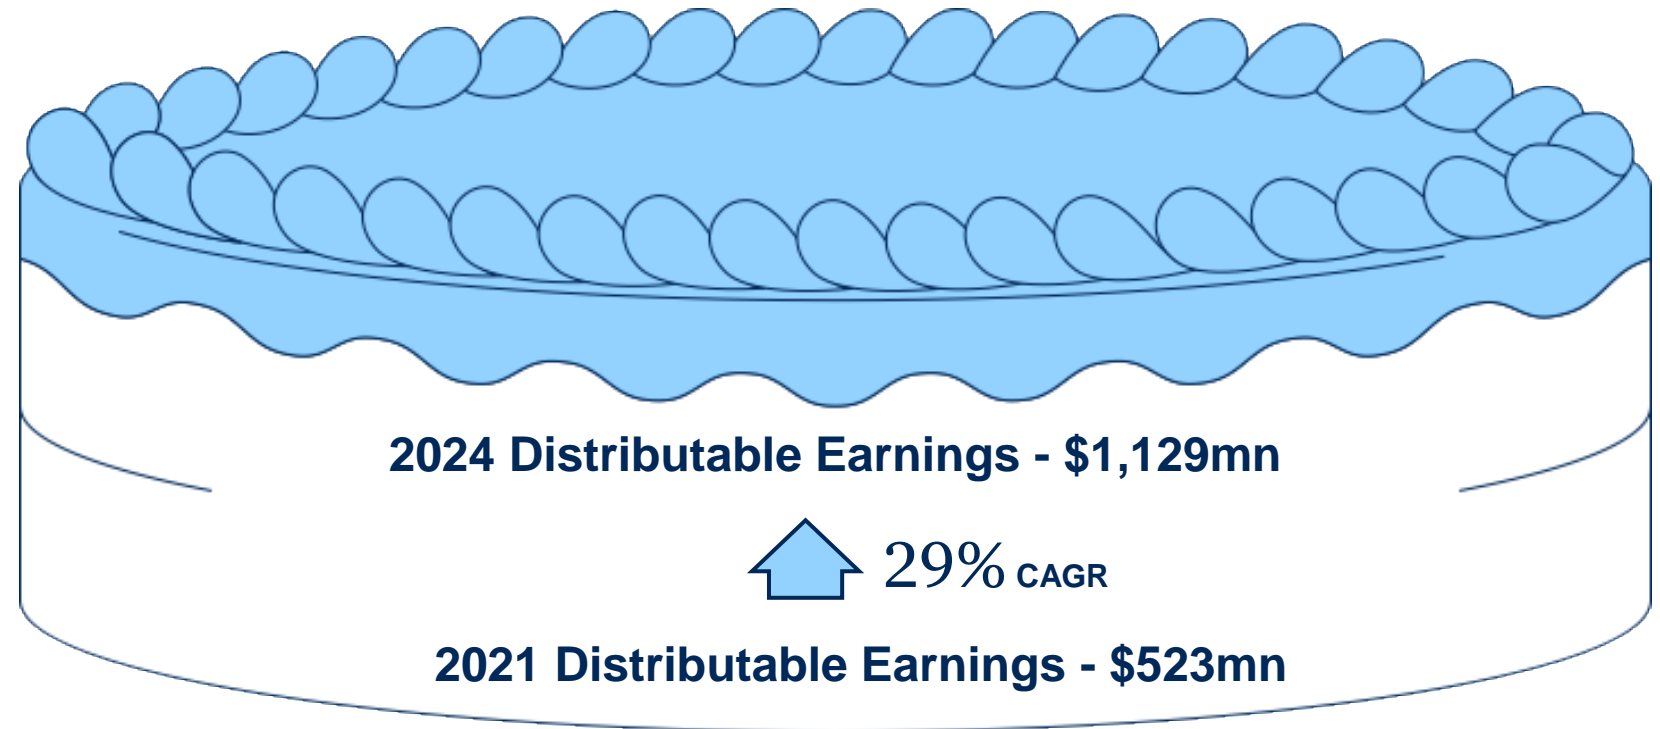 2024 Distributable Earnings - $1,129mn
29% CAGR
2021 Distributable Earnings - $523mn